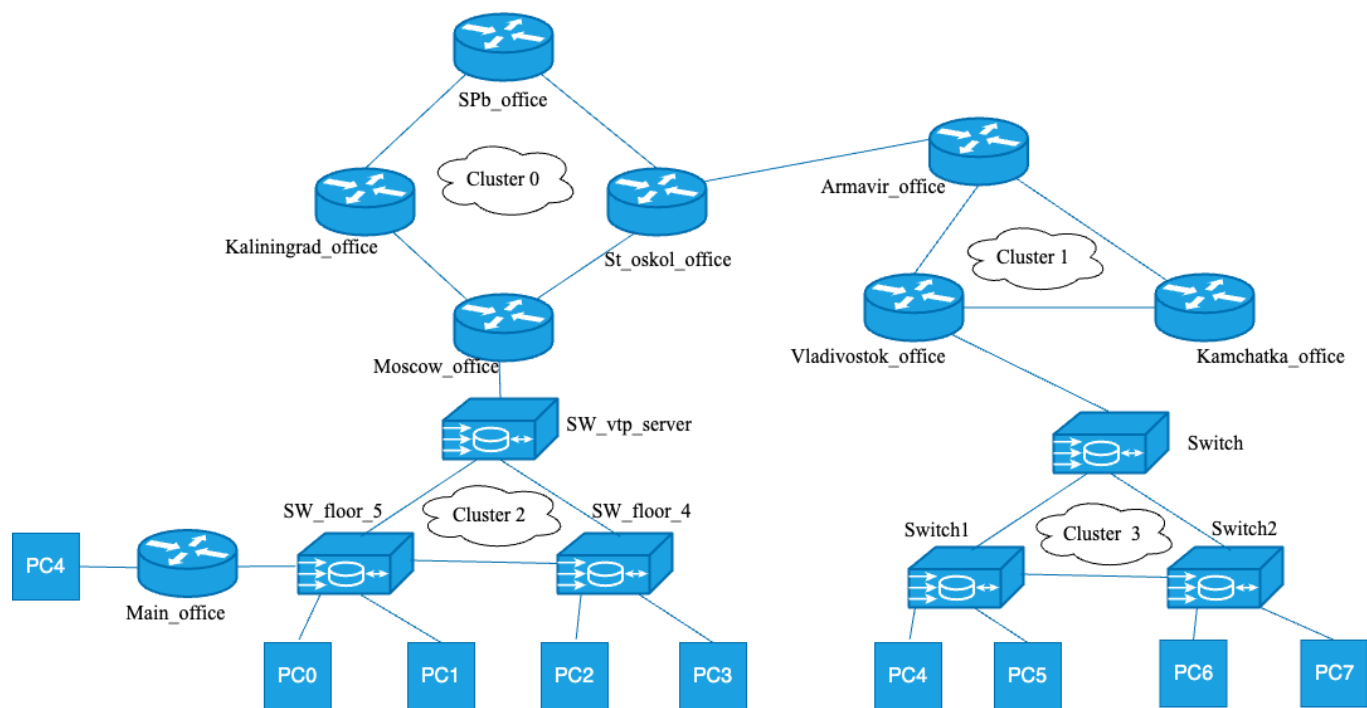 SPb_office
Cluster 0
Armavir_office
Kaliningrad_office
St_oskol_office
Cluster 1
Moscow_office
Vladivostok_office
Kamchatka_office
SW_vtp_server
Switch
SW_floor_5
Cluster 2
SW_floor_4
Switch1
Cluster 3
Switch2
PC4
Main_office
PC0
PC1
PC2
PC3
PC4
PC5
PC6
PC7